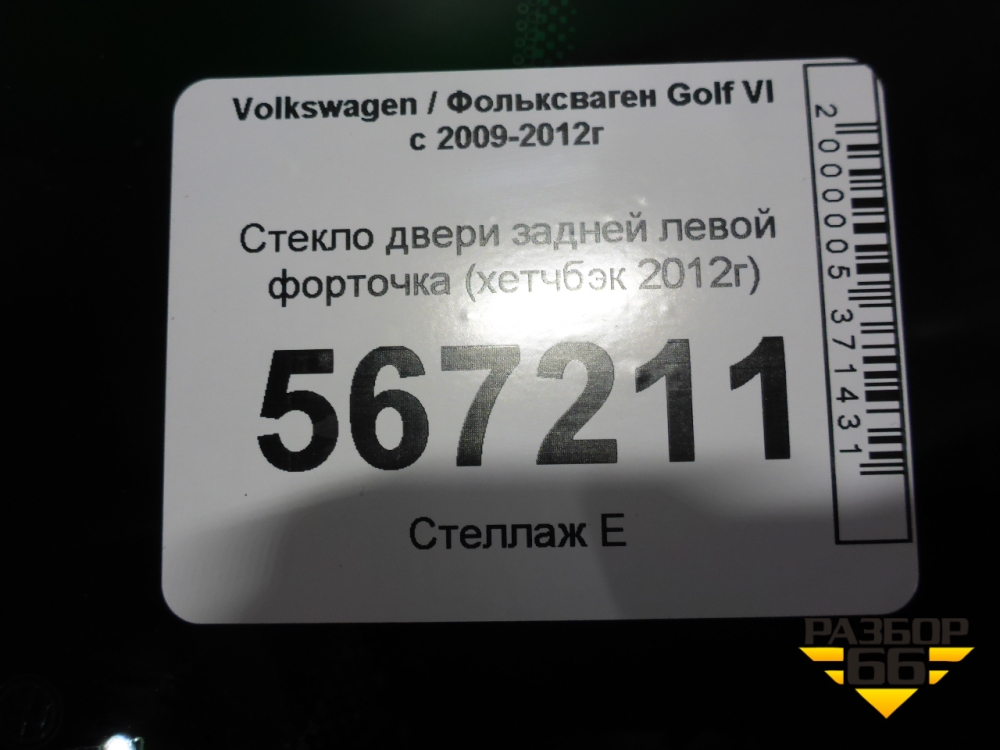 Volkswagen / Фольксваген Golf VI
с 2009-2012г
Стекло двери задней левой
форточка (хетчбэк 2012г)
567211
Стеллаж Е
2000005371431
РАЗБОР
66